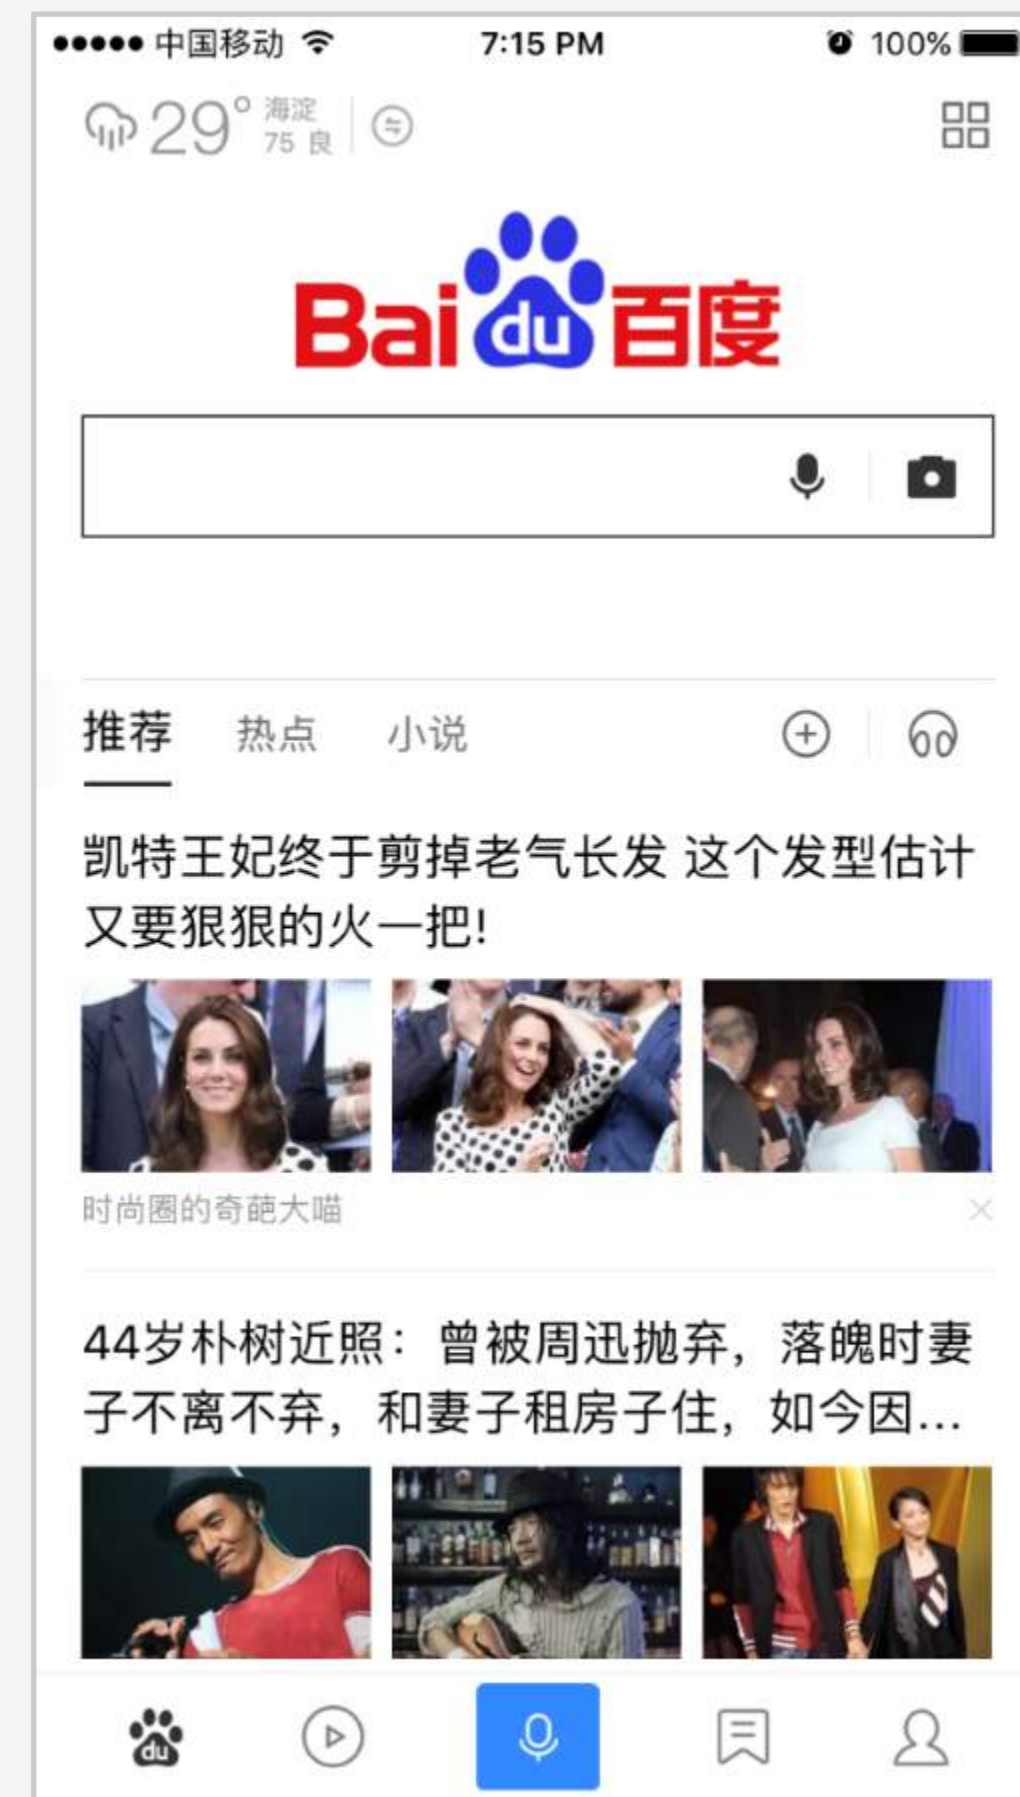 中国移动 7:15 PM 100%
29° 海淀
75 良
Bai du 百度
推荐 热点 小说
凯特王妃终于剪掉老气长发 这个发型估计
又要狠狠的火一把!
时尚圈的奇葩大喵
44岁朴树近照：曾被周迅抛弃，落魄时妻
子不离不弃，和妻子租房子住，如今因...
du